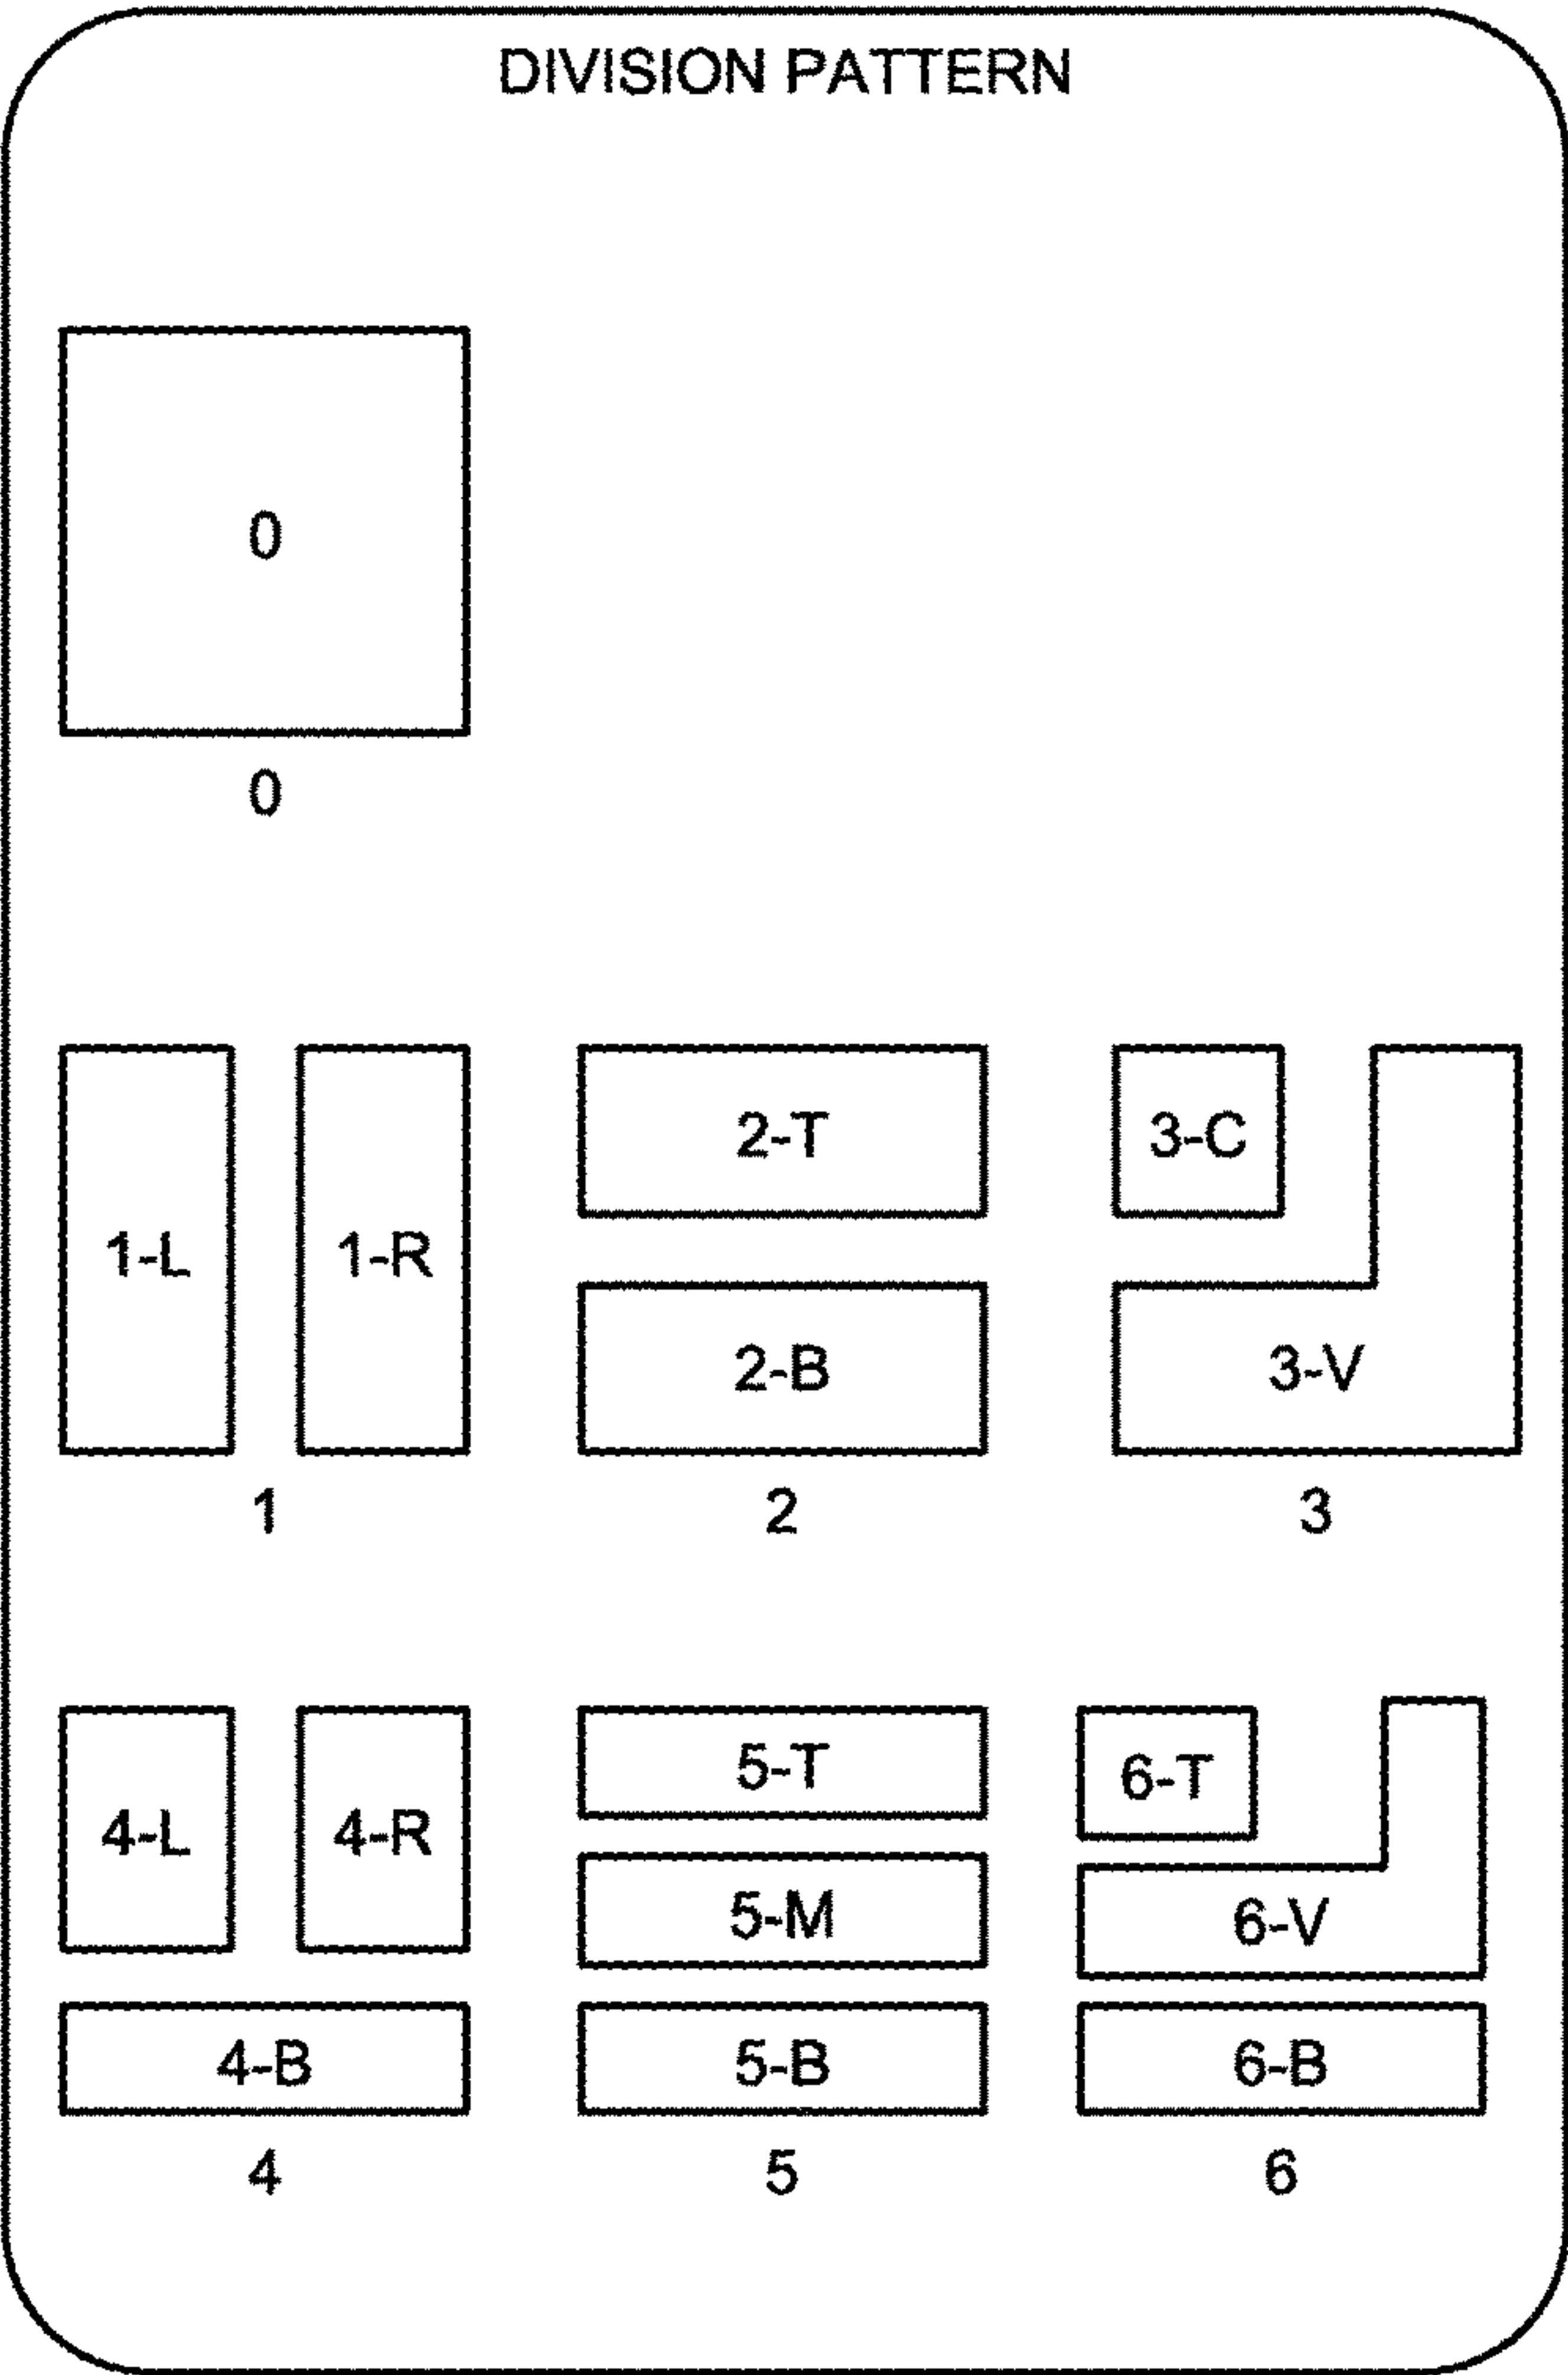 DIVISION PATTERN
0
0
1-L 1-R 2-T 3-C
2-B 3-V
1 2 3
4-L 4-R 5-T 6-T
5-M 6-V
4-B 5-B 6-B
4 5 6